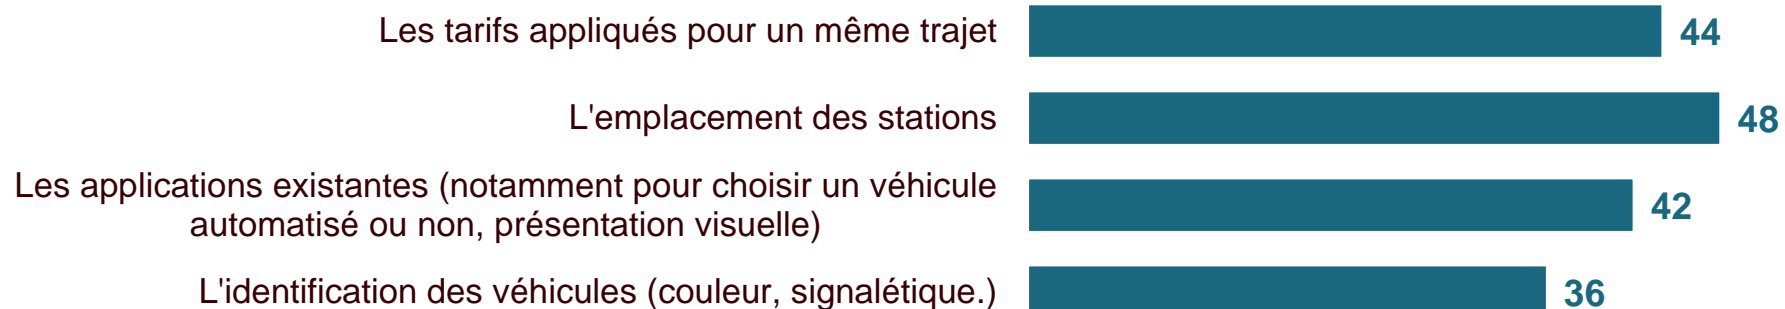 Les tarifs appliqués pour un même trajet 44
L'emplacement des stations 48
Les applications existantes (notamment pour choisir un véhicule
automatisé ou non, présentation visuelle) 42
L'identification des véhicules (couleur, signalétique.) 36